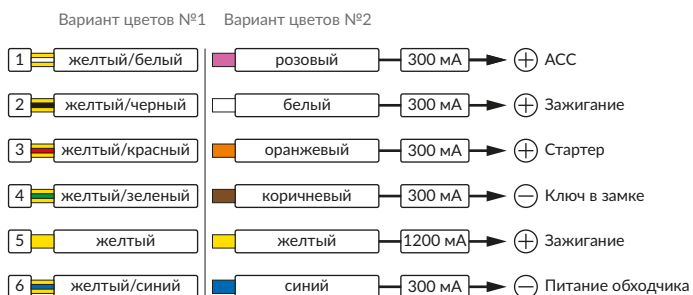 Вариант цветов №1 Вариант цветов №2
1 желтый/белый розовый 300 мА + ACC
2 желтый/черный белый 300 мА + Зажигание
3 желтый/красный оранжевый 300 мА + Стартер
4 желтый/зеленый коричневый 300 мА − Ключ в замке
5 желтый желтый 1200 мА + Зажигание
6 желтый/синий синий 300 мА − Питание обходчика